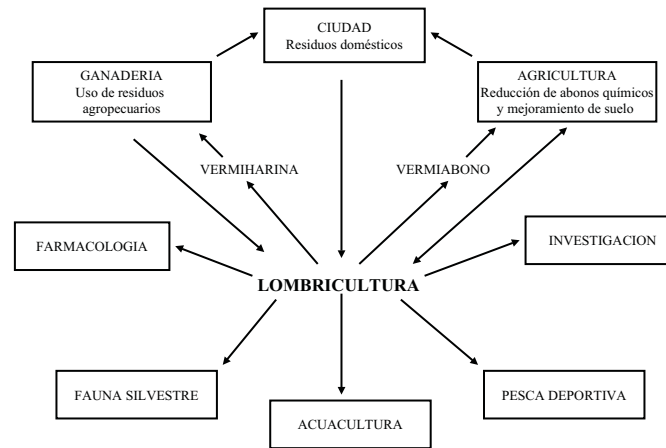 CIUDAD
Residuos domésticos
GANADERIA
Uso de residuos
agropecuarios
AGRICULTURA
Reducción de abonos químicos
y mejoramiento de suelo
VERMIHARINA
VERMIABONO
FARMACOLOGIA
INVESTIGACION
LOMBRICULTURA
FAUNA SILVESTRE
ACUACULTURA
PESCA DEPORTIVA